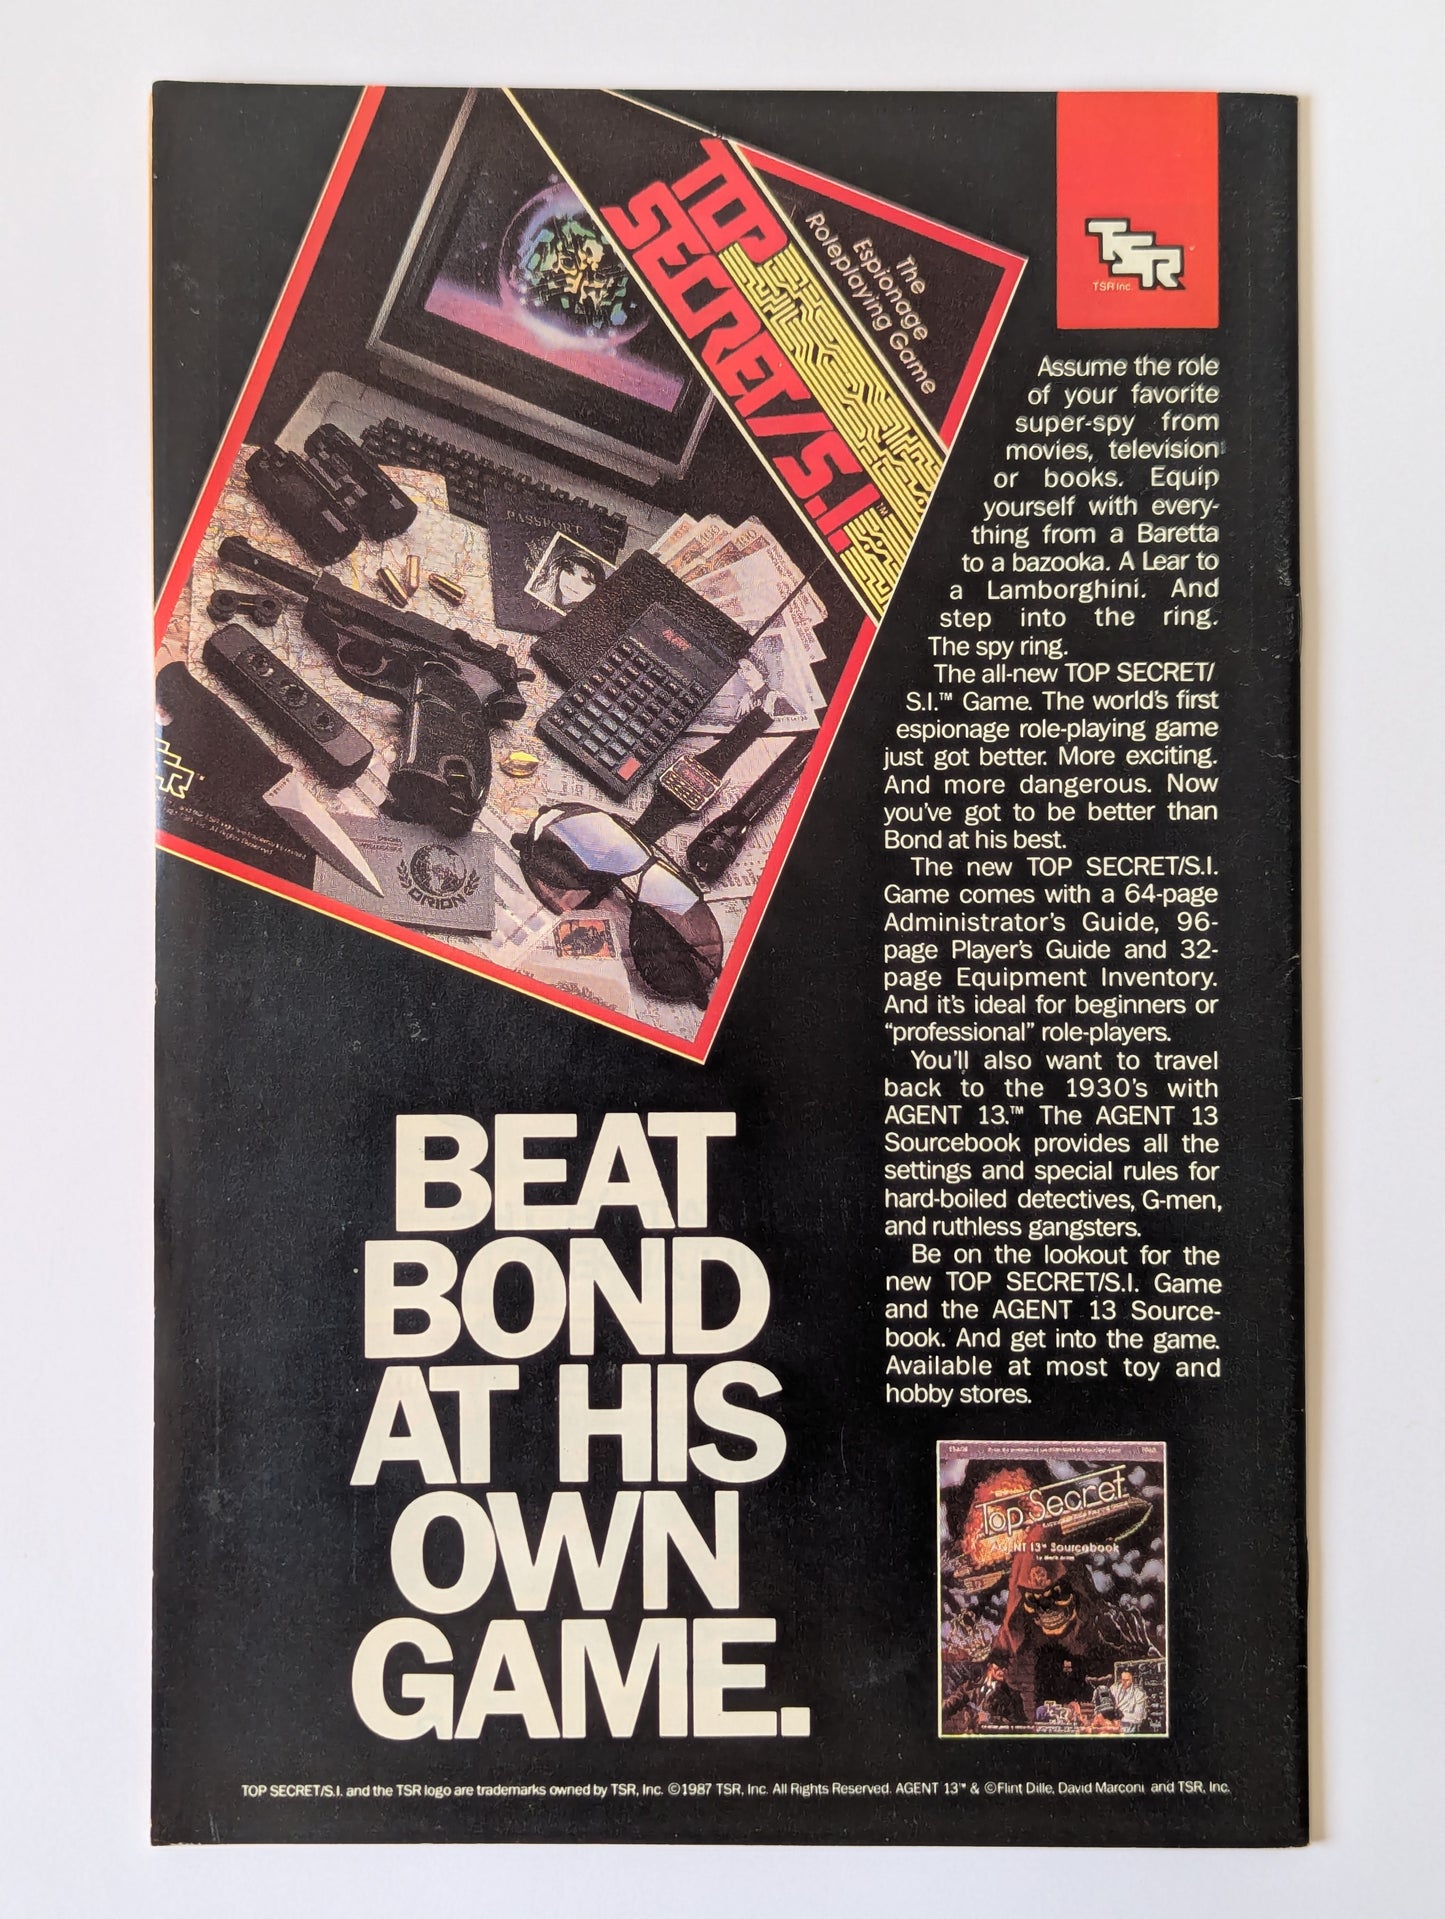 TOP
SECRET/S.I.™
The
Espionage
Roleplaying Game
PASSPORT
ORION
TSR
TSR
TSR Inc.
Assume the role
of your favorite
super-spy from
movies, television
or books. Equip
yourself with every-
thing from a Baretta
to a bazooka. A Lear to
a Lamborghini. And
step into the ring.
The spy ring.
The all-new TOP SECRET/
S.I.™ Game. The world's first
espionage role-playing game
just got better. More exciting.
And more dangerous. Now
you've got to be better than
Bond at his best.
The new TOP SECRET/S.I.
Game comes with a 64-page
Administrator's Guide, 96-
page Player's Guide and 32-
page Equipment Inventory.
And it's ideal for beginners or
"professional" role-players.
You'll also want to travel
back to the 1930's with
AGENT 13.™ The AGENT 13
Sourcebook provides all the
settings and special rules for
hard-boiled detectives, G-men,
and ruthless gangsters.
Be on the lookout for the
new TOP SECRET/S.I. Game
and the AGENT 13 Source-
book. And get into the game.
Available at most toy and
hobby stores.
BEAT
BOND
AT HIS
OWN
GAME.
Top Secret
AGENT 13™ Sourcebook
TOP SECRET/S.I. and the TSR logo are trademarks owned by TSR, Inc. ©1987 TSR, Inc. All Rights Reserved. AGENT 13™ & ©Flint Dille, David Marconi and TSR, Inc.